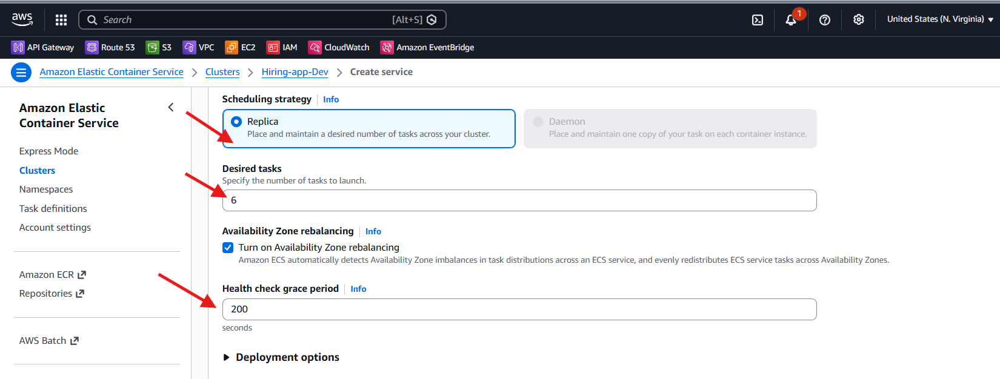 aws
Search [Alt+S]
1
United States (N. Virginia)
API Gateway Route 53 S3 VPC EC2 IAM CloudWatch Amazon EventBridge
Amazon Elastic Container Service Clusters Hiring-app-Dev Create service
Amazon Elastic
Container Service
Express Mode
Clusters
Namespaces
Task definitions
Account settings
Amazon ECR
Repositories
AWS Batch
Scheduling strategy Info
Replica
Place and maintain a desired number of tasks across your cluster.
Daemon
Place and maintain one copy of your task on each container instance.
Desired tasks
Specify the number of tasks to launch.
6
Availability Zone rebalancing Info
Turn on Availability Zone rebalancing
Amazon ECS automatically detects Availability Zone imbalances in task distributions across an ECS service, and evenly redistributes ECS service tasks across Availability Zones.
Health check grace period Info
200
seconds
Deployment options